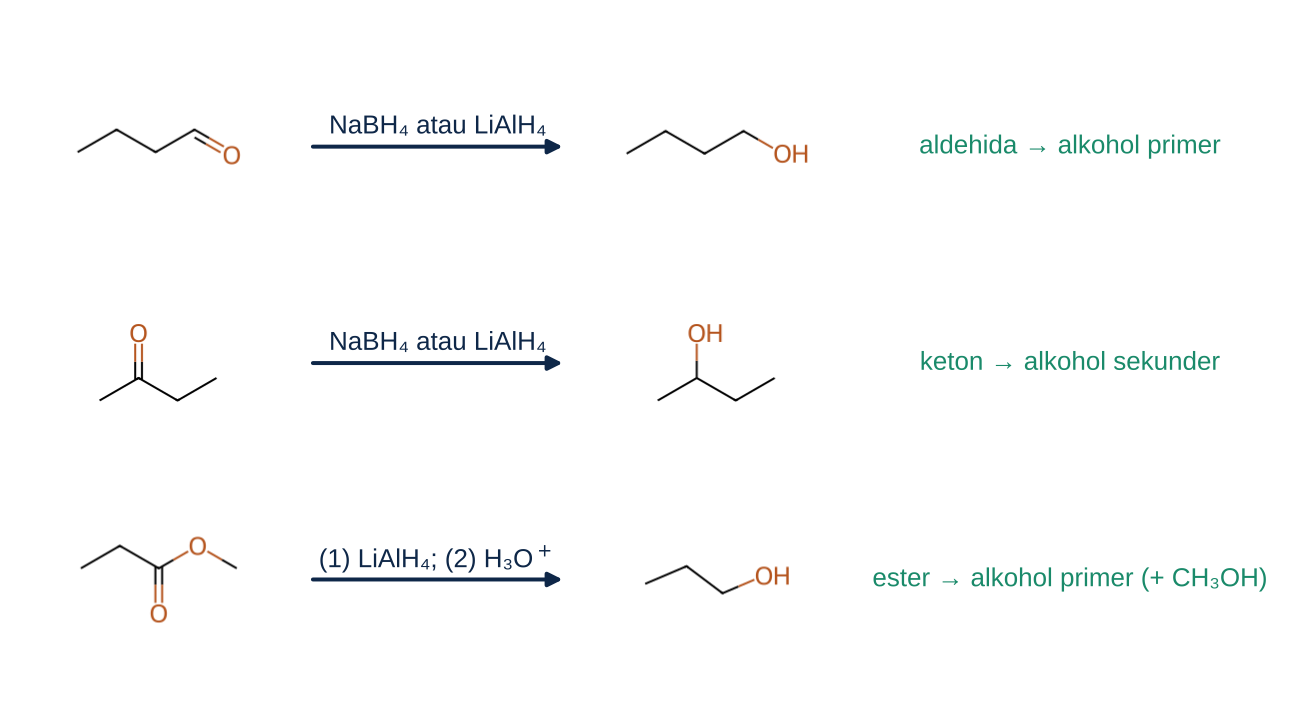 NaBH₄ atau LiAlH₄
O
OH
aldehida → alkohol primer
O
NaBH₄ atau LiAlH₄
OH
keton → alkohol sekunder
O
O
(1) LiAlH₄; (2) H₃O⁺
OH
ester → alkohol primer (+ CH₃OH)